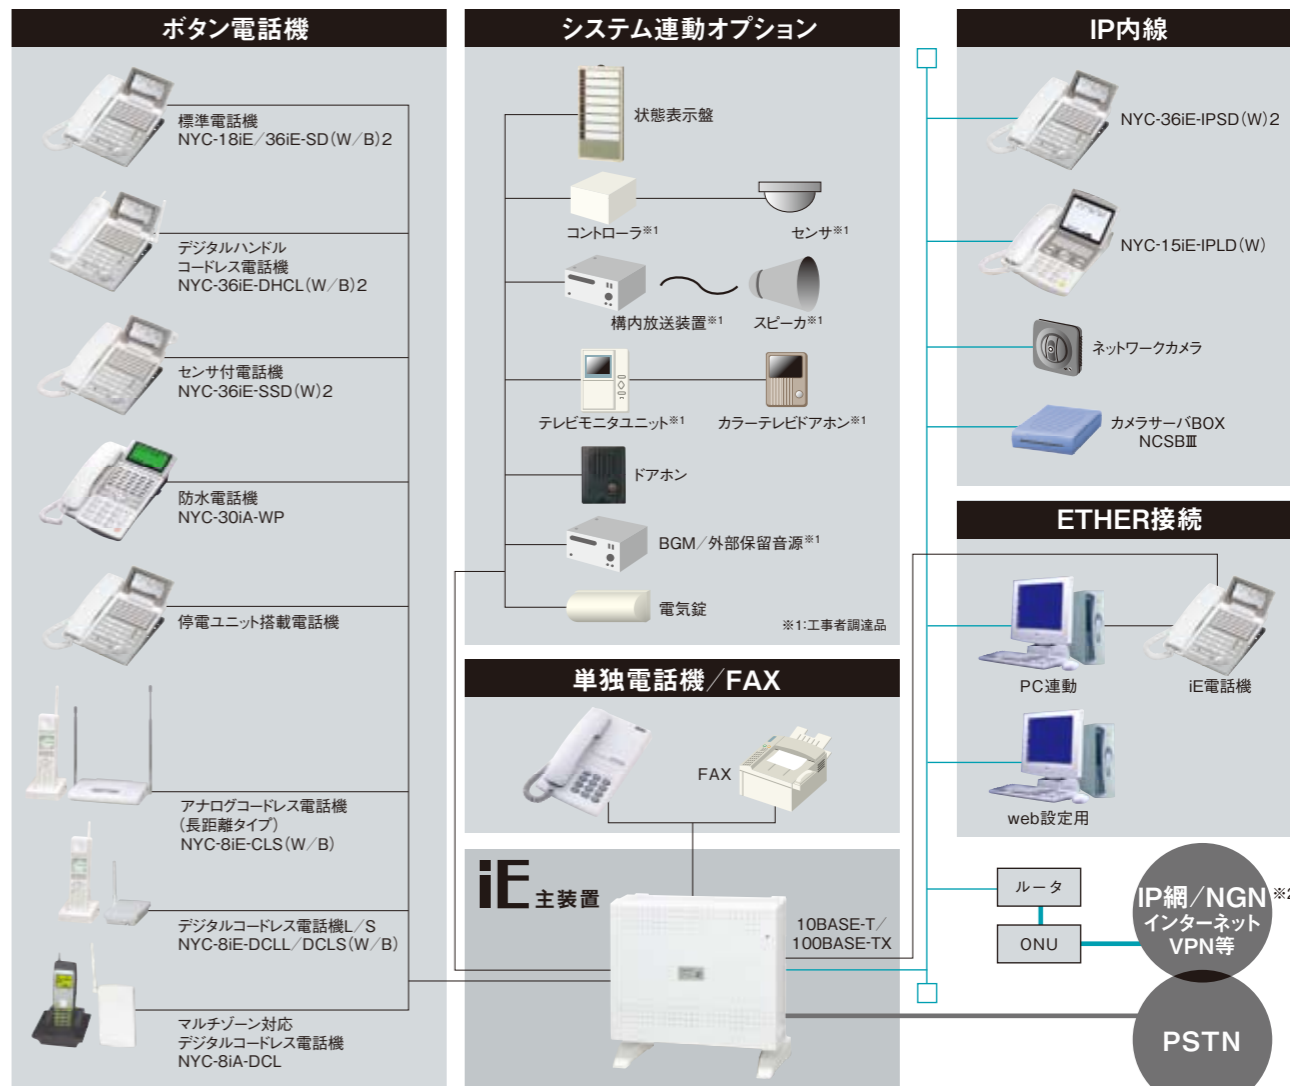 ボタン電話機
標準電話機
NYC-18iE/36iE-SD(W/B)2
デジタルハンドル
コードレス電話機
NYC-36iE-DHCL(W/B)2
センサ付電話機
NYC-36iE-SSD(W)2
防水電話機
NYC-30iA-WP
停電ユニット搭載電話機
アナログコードレス電話機
(長距離タイプ)
NYC-8iE-CLS(W/B)
デジタルコードレス電話機L/S
NYC-8iE-DCLL/DCLS(W/B)
マルチゾーン対応
デジタルコードレス電話機
NYC-8iA-DCL
システム連動オプション
状態表示盤
コントローラ※1
センサ※1
構内放送装置※1
スピーカ※1
テレビモニタユニット※1
カラーテレビドアホン※1
ドアホン
BGM/外部保留音源※1
電気錠
※1:工事者調達品
単独電話機/FAX
FAX
iE主装置
10BASE-T/
100BASE-TX
IP内線
NYC-36iE-IPSD(W)2
NYC-15iE-IPLD(W)
ネットワークカメラ
カメラサーバBOX
NCSBⅢ
ETHER接続
PC連動
iE電話機
web設定用
ルータ
ONU
IP網/NGN※2
インターネット
VPN等
PSTN